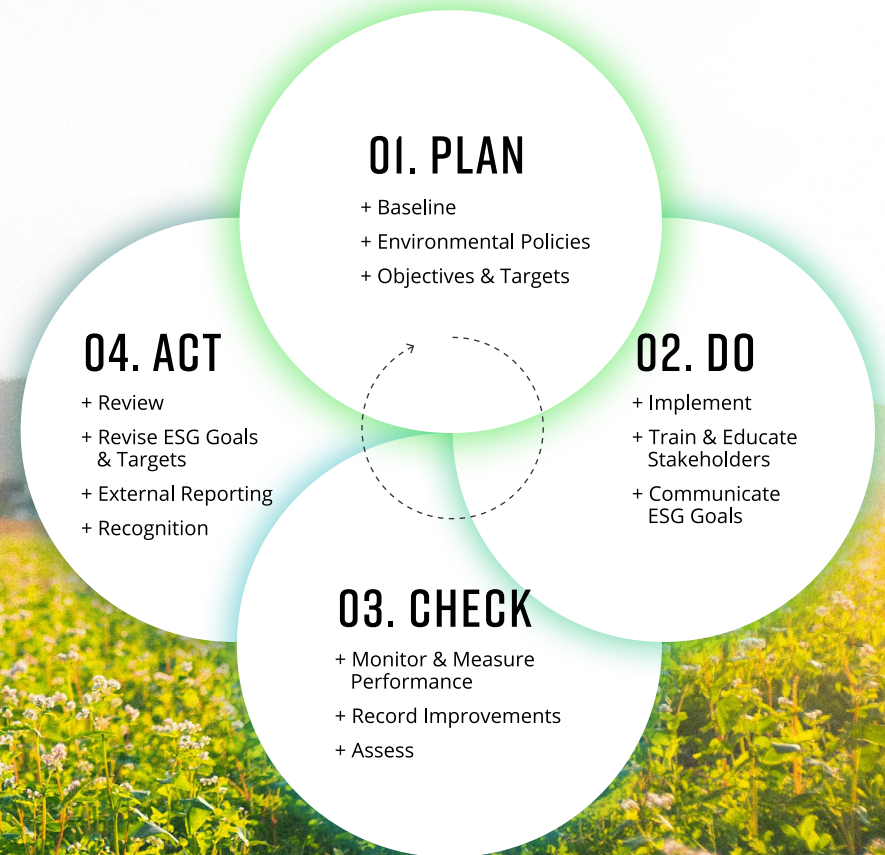 01. PLAN
+ Baseline
+ Environmental Policies
+ Objectives & Targets
02. DO
+ Implement
+ Train & Educate
Stakeholders
+ Communicate
ESG Goals
03. CHECK
+ Monitor & Measure
Performance
+ Record Improvements
+ Assess
04. ACT
+ Review
+ Revise ESG Goals
& Targets
+ External Reporting
+ Recognition